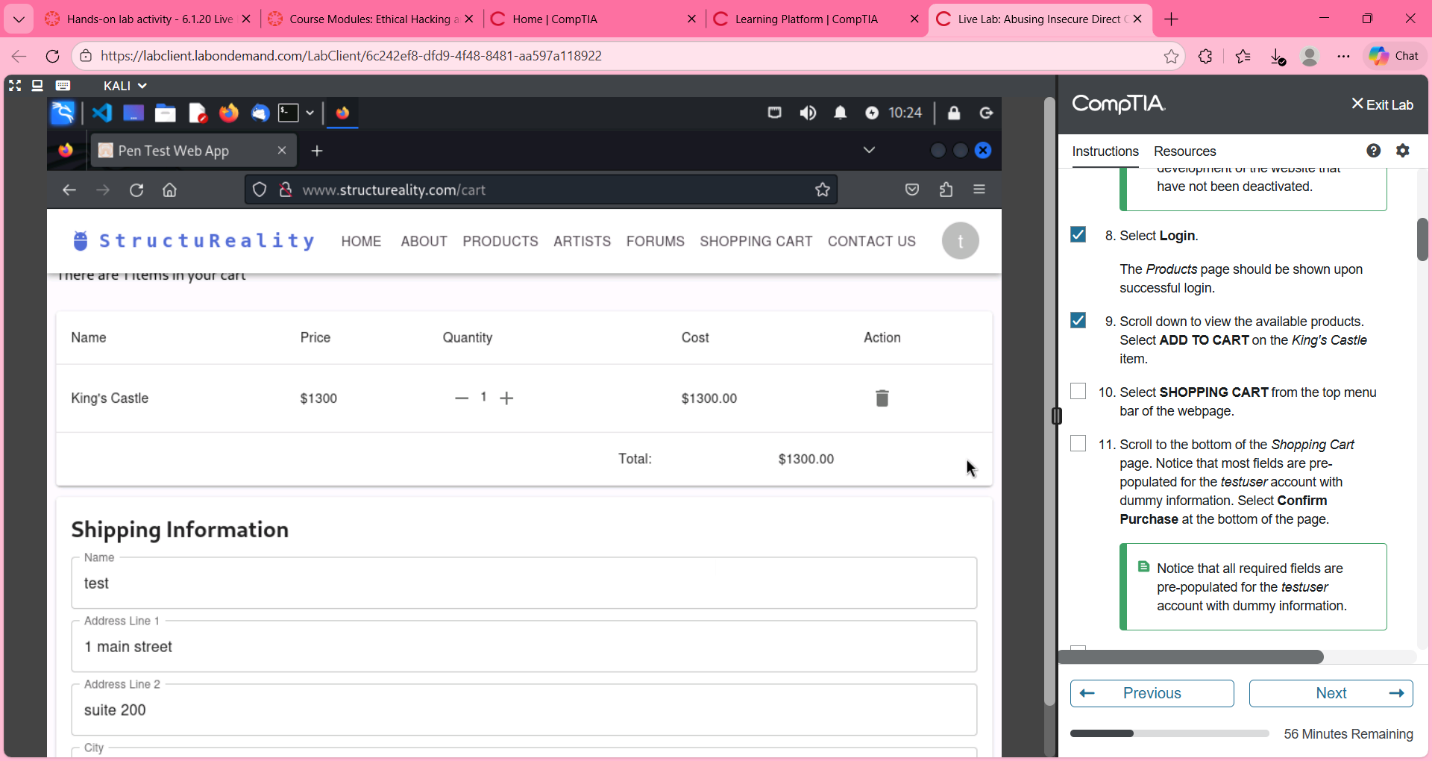 Hands-on lab activity - 6.1.20 Live
Course Modules: Ethical Hacking a
Home | CompTIA
Learning Platform | CompTIA
Live Lab: Abusing Insecure Direct
https://labclient.labondemand.com/LabClient/6c242ef8-dfd9-4f48-8481-aa597a118922
Chat
KALI
10:24
Pen Test Web App
www.structureality.com/cart
StructuReality
HOME
ABOUT
PRODUCTS
ARTISTS
FORUMS
SHOPPING CART
CONTACT US
t
There are 1 items in your cart
Name Price Quantity Cost Action
King's Castle $1300 — 1 + $1300.00
Total: $1300.00
Shipping Information
Name
test
Address Line 1
1 main street
Address Line 2
suite 200
City
CompTIA.
Exit Lab
Instructions Resources
development of the website that
have not been deactivated.
8. Select Login.
The Products page should be shown upon
successful login.
9. Scroll down to view the available products.
Select ADD TO CART on the King's Castle
item.
10. Select SHOPPING CART from the top menu
bar of the webpage.
11. Scroll to the bottom of the Shopping Cart
page. Notice that most fields are pre-
populated for the testuser account with
dummy information. Select Confirm
Purchase at the bottom of the page.
Notice that all required fields are
pre-populated for the testuser
account with dummy information.
Previous
Next
56 Minutes Remaining